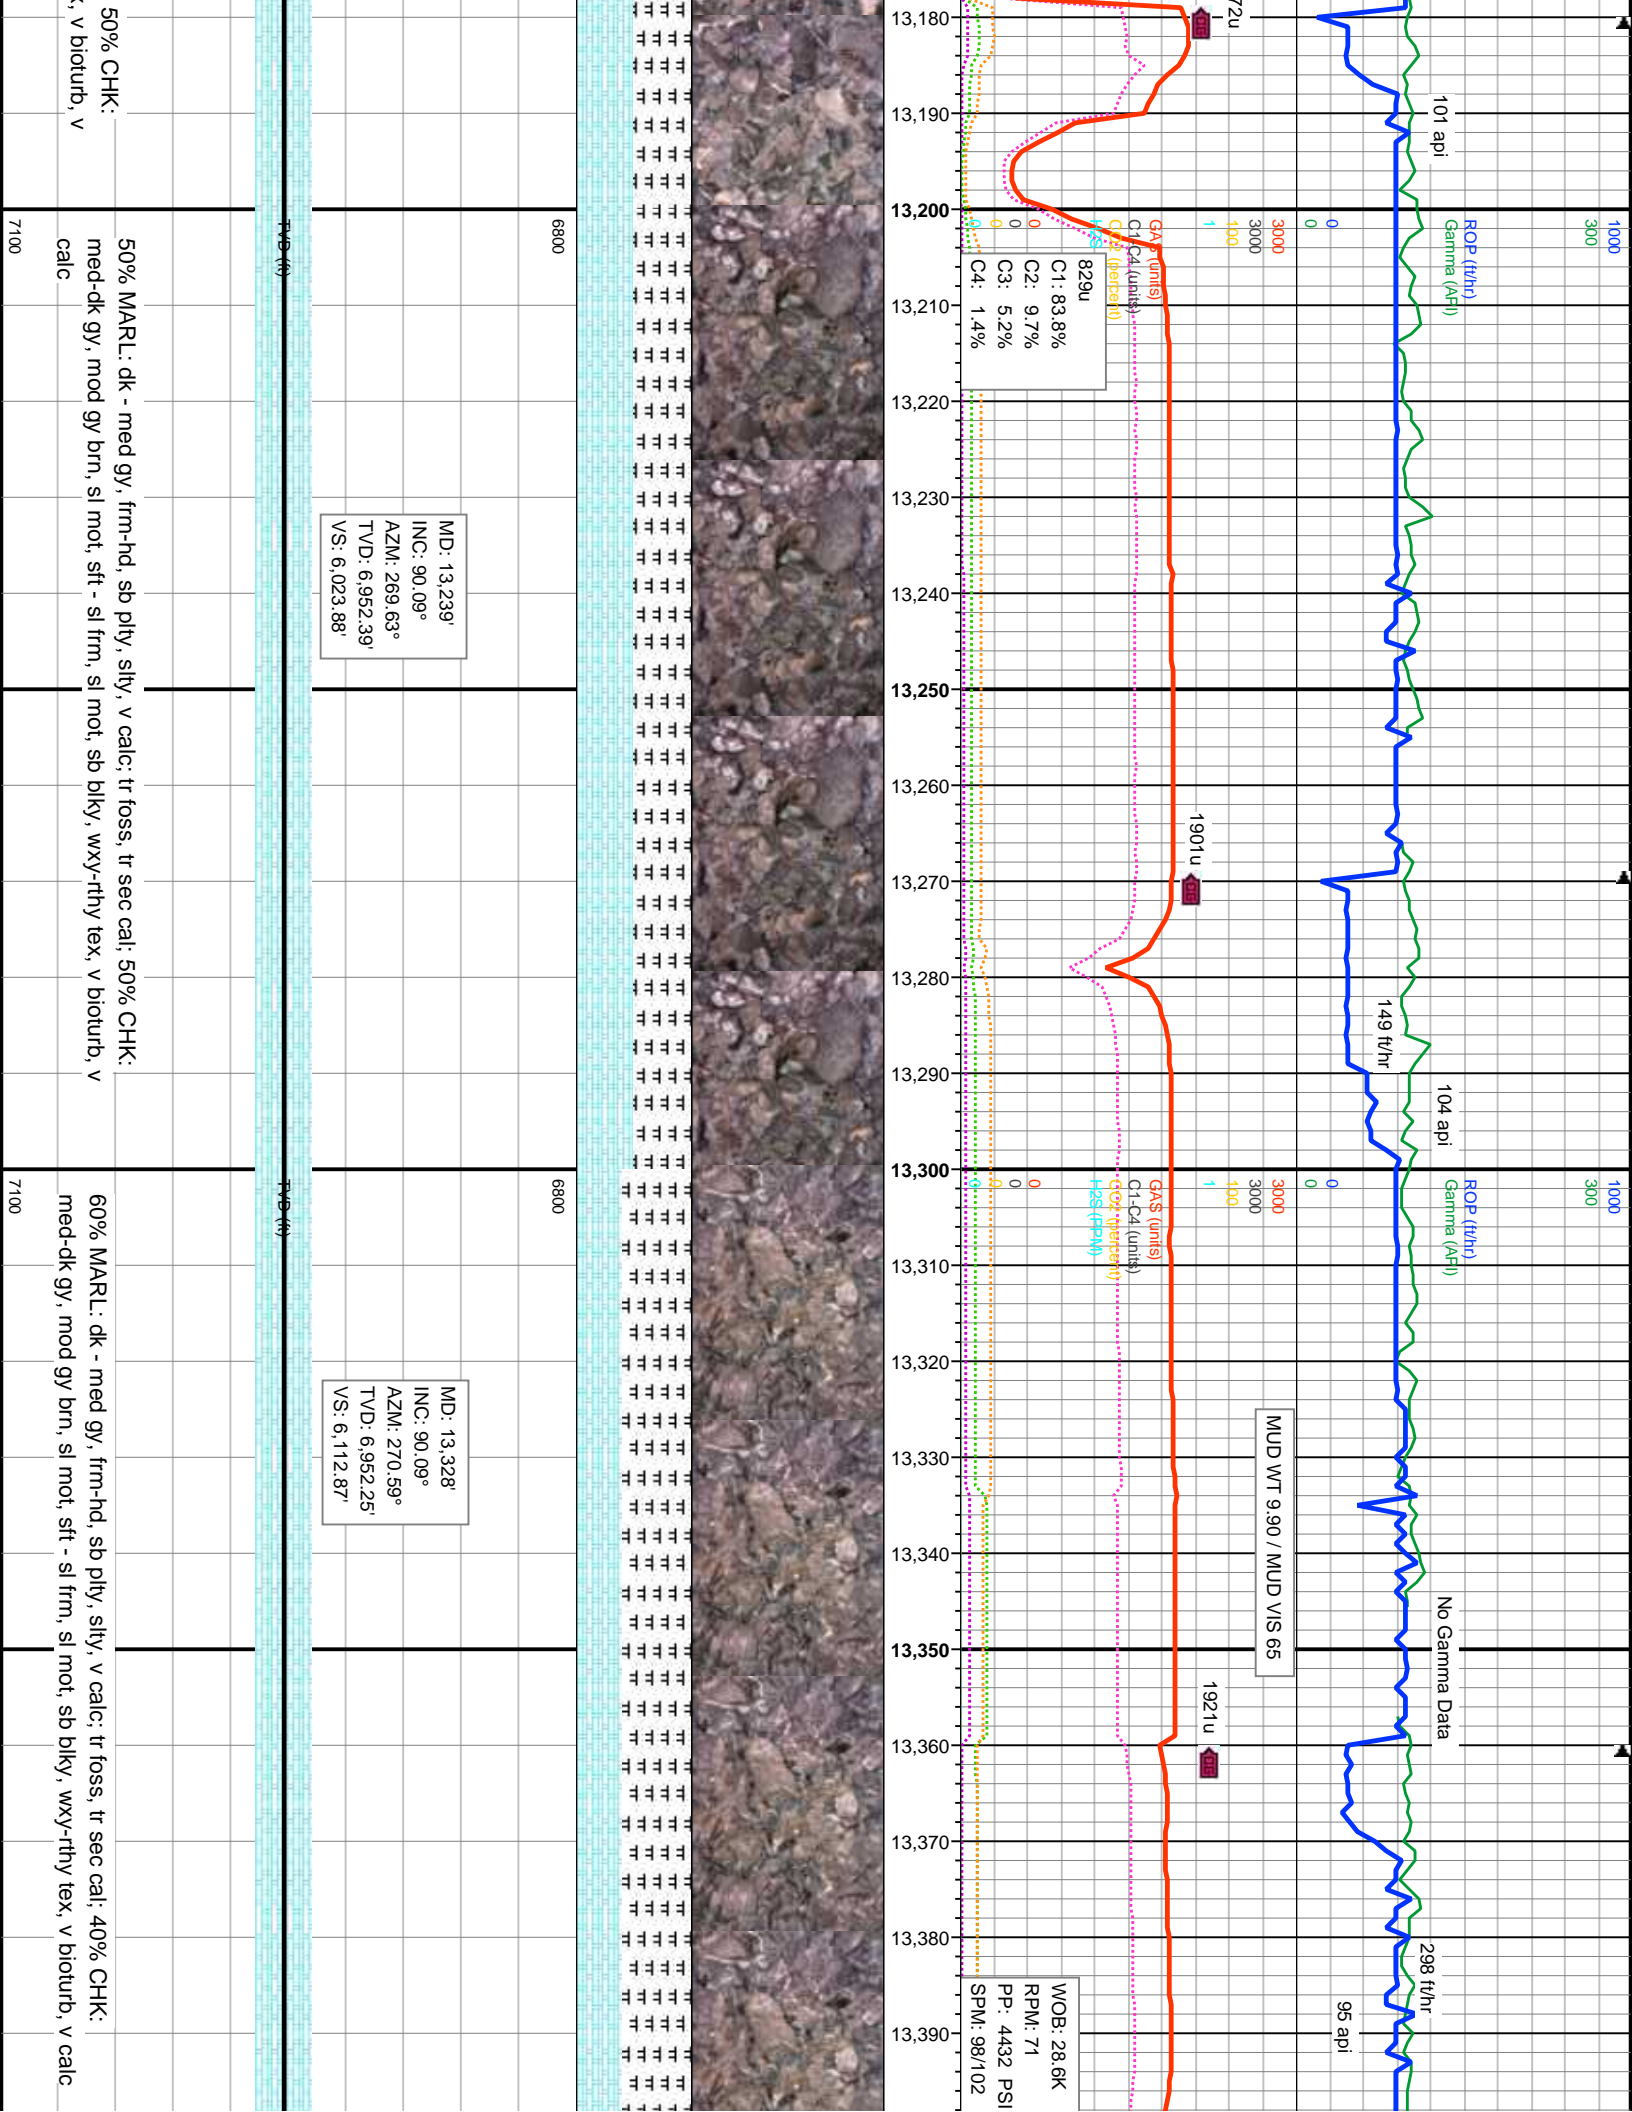 50% CHK:
, v bioturb, v
72u
101 api
13,180
13,190
13,200
13,210
13,220
13,230
13,240
13,250
13,260
13,270
13,280
13,290
13,300
13,310
13,320
13,330
13,340
13,350
13,360
13,370
13,380
13,390
ROP (ft/hr)
Gamma (API)
0
1000
0
300
GAS (units)
C1-C4 (units)
CO2 (percent)
0
3000
0
3000
0
100
0
1
829u
C1: 83.8%
C2: 9.7%
C3: 5.2%
C4: 1.4%
6800
TVD (ft)
7100
MD: 13,239'
INC: 90.09°
AZM: 269.63°
TVD: 6,952.39'
VS: 6,023.88'
50% MARL: dk - med gy, frm-hd, sb plty, slty, v calc; tr foss, tr sec cal; 50% CHK:
med-dk gy, mod gy brn, sl mot, sft - sl frm, sl mot, sb blky, wxy-rthy tex, v bioturb, v
calc
1901u
149 ft/hr
104 api
ROP (ft/hr)
Gamma (API)
0
1000
0
300
GAS (units)
C1-C4 (units)
CO2 (percent)
H2S (PPM)
0
3000
0
3000
0
100
0
1
6800
TVD (ft)
7100
MD: 13,328'
INC: 90.09°
AZM: 270.59°
TVD: 6,952.25'
VS: 6,112.87'
60% MARL: dk - med gy, frm-hd, sb plty, slty, v calc; tr foss, tr sec cal; 40% CHK:
med-dk gy, mod gy brn, sl mot, sft - sl frm, sl mot, sb blky, wxy-rthy tex, v bioturb, v calc
MUD WT 9.90 / MUD VIS 65
No Gamma Data
1921u
298 ft/hr
95 api
WOB: 28.6K
RPM: 71
PP: 4432 PSI
SPM: 98/102